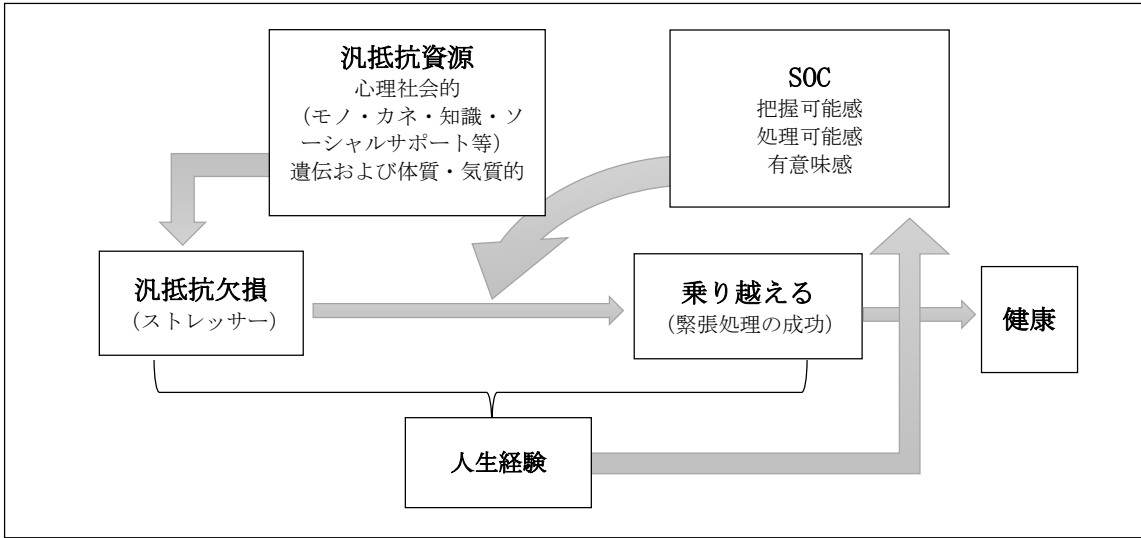 汎抵抗資源
心理社会的
（モノ・カネ・知識・ソ
ーシャルサポート等）
遺伝および体質・気質的
SOC
把握可能感
処理可能感
有意味感
汎抵抗欠損
（ストレッサー）
乗り越える
（緊張処理の成功）
健康
人生経験